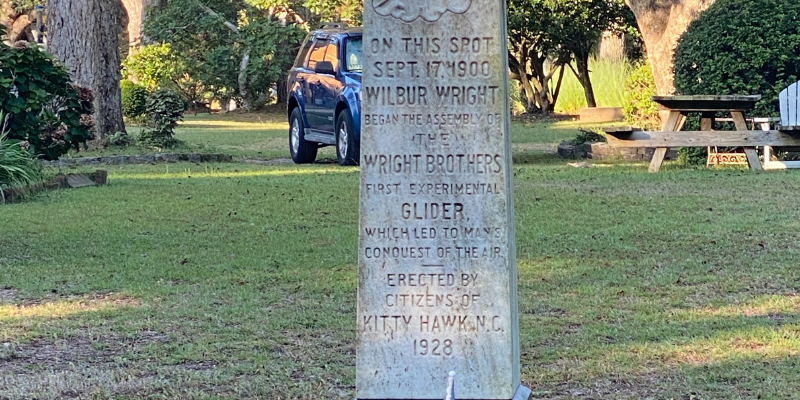 ON THIS SPOT
SEPT. 17 1900
WILBUR WRIGHT
BEGAN THE ASSEMBLY OF
THE
WRIGHT BROTHERS
FIRST EXPERIMENTAL
GLIDER,
WHICH LED TO MAN'S
CONQUEST OF THE AIR
ERECTED BY
CITIZENS OF
KITTY HAWK N.C.
1928